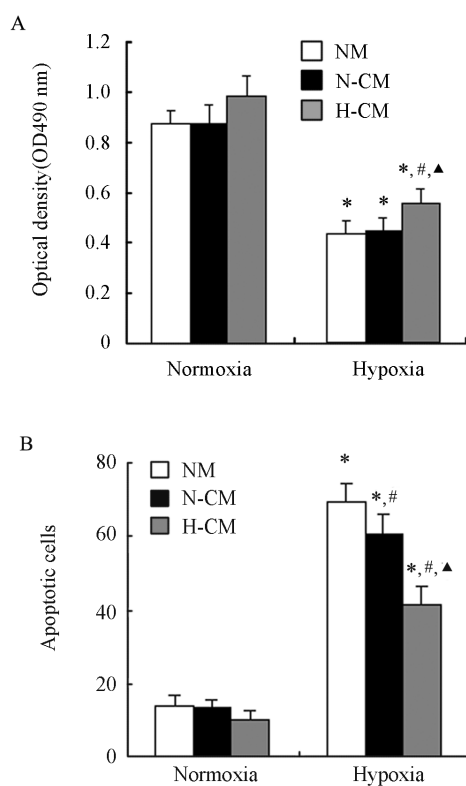 A
Optical density(OD490 nm)
1.2
1.0
0.8
0.6
0.4
0.2
0
NM
N-CM
H-CM
*
*
*, #, ▲
Normoxia
Hypoxia
B
Apoptotic cells
80
60
40
20
0
NM
N-CM
H-CM
*
*, #
*, #, ▲
Normoxia
Hypoxia